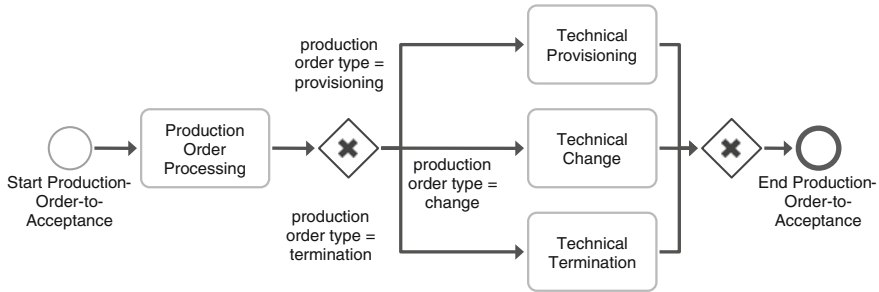 Start Production-
Order-to-
Acceptance
Production
Order
Processing
production
order type =
provisioning
production
order type =
change
production
order type =
termination
Technical
Provisioning
Technical
Change
Technical
Termination
End Production-
Order-to-
Acceptance